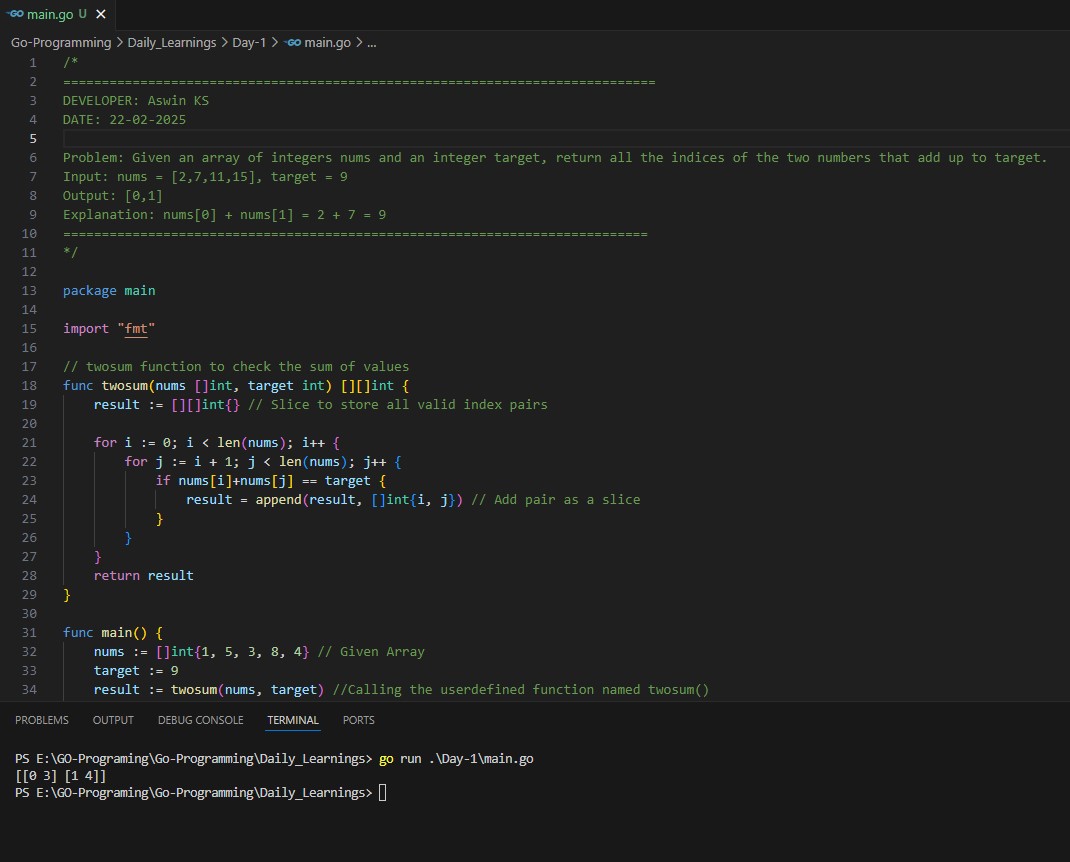 GO main.go U ✕
Go-Programming > Daily_Learnings > Day-1 > GO main.go > ...
1 /*
2 =============================================================================
3 DEVELOPER: Aswin KS
4 DATE: 22-02-2025
5
6 Problem: Given an array of integers nums and an integer target, return all the indices of the two numbers that add up to target.
7 Input: nums = [2,7,11,15], target = 9
8 Output: [0,1]
9 Explanation: nums[0] + nums[1] = 2 + 7 = 9
10 ============================================================================
11 */
12
13 package main
14
15 import "fmt"
16
17 // twosum function to check the sum of values
18 func twosum(nums []int, target int) [][]int {
19     result := [][]int{} // Slice to store all valid index pairs
20
21     for i := 0; i < len(nums); i++ {
22         for j := i + 1; j < len(nums); j++ {
23             if nums[i]+nums[j] == target {
24                 result = append(result, []int{i, j}) // Add pair as a slice
25             }
26         }
27     }
28     return result
29 }
30
31 func main() {
32     nums := []int{1, 5, 3, 8, 4} // Given Array
33     target := 9
34     result := twosum(nums, target) //Calling the userdefined function named twosum()
PROBLEMS OUTPUT DEBUG CONSOLE TERMINAL PORTS
PS E:\GO-Programing\Go-Programming\Daily_Learnings> go run .\Day-1\main.go
[[0 3] [1 4]]
PS E:\GO-Programing\Go-Programming\Daily_Learnings>